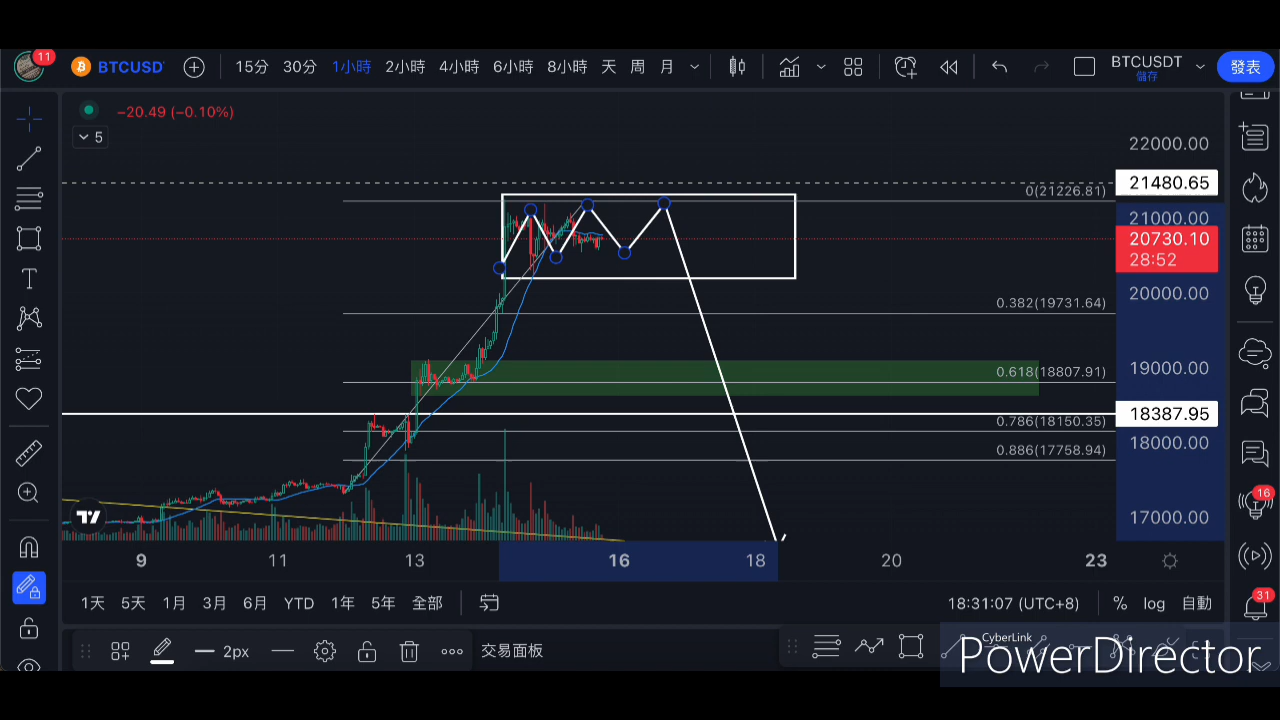 11
BTCUSD
15分 30分 1小時 2小時 4小時 6小時 8小時 天 周 月
BTCUSDT
儲存
發表
−20.49 (−0.10%)
5
22000.00
21480.65
0(21226.81)
21000.00
20730.10
28:52
20000.00
0.382(19731.64)
19000.00
0.618(18807.91)
18387.95
0.786(18150.35)
18000.00
0.886(17758.94)
17000.00
16
9 11 13 16 18 20 23
1天 5天 1月 3月 6月 YTD 1年 5年 全部
18:31:07 (UTC+8) % log 自動
31
2px
交易面板
CyberLink
PowerDirector